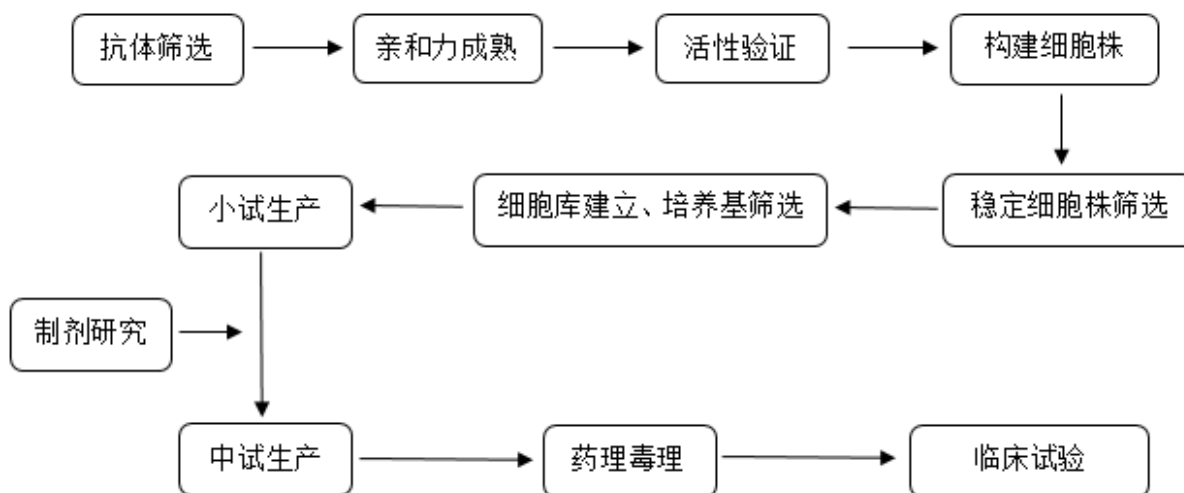 抗体筛选
亲和力成熟
活性验证
构建细胞株
稳定细胞株筛选
细胞库建立、培养基筛选
小试生产
制剂研究
中试生产
药理毒理
临床试验